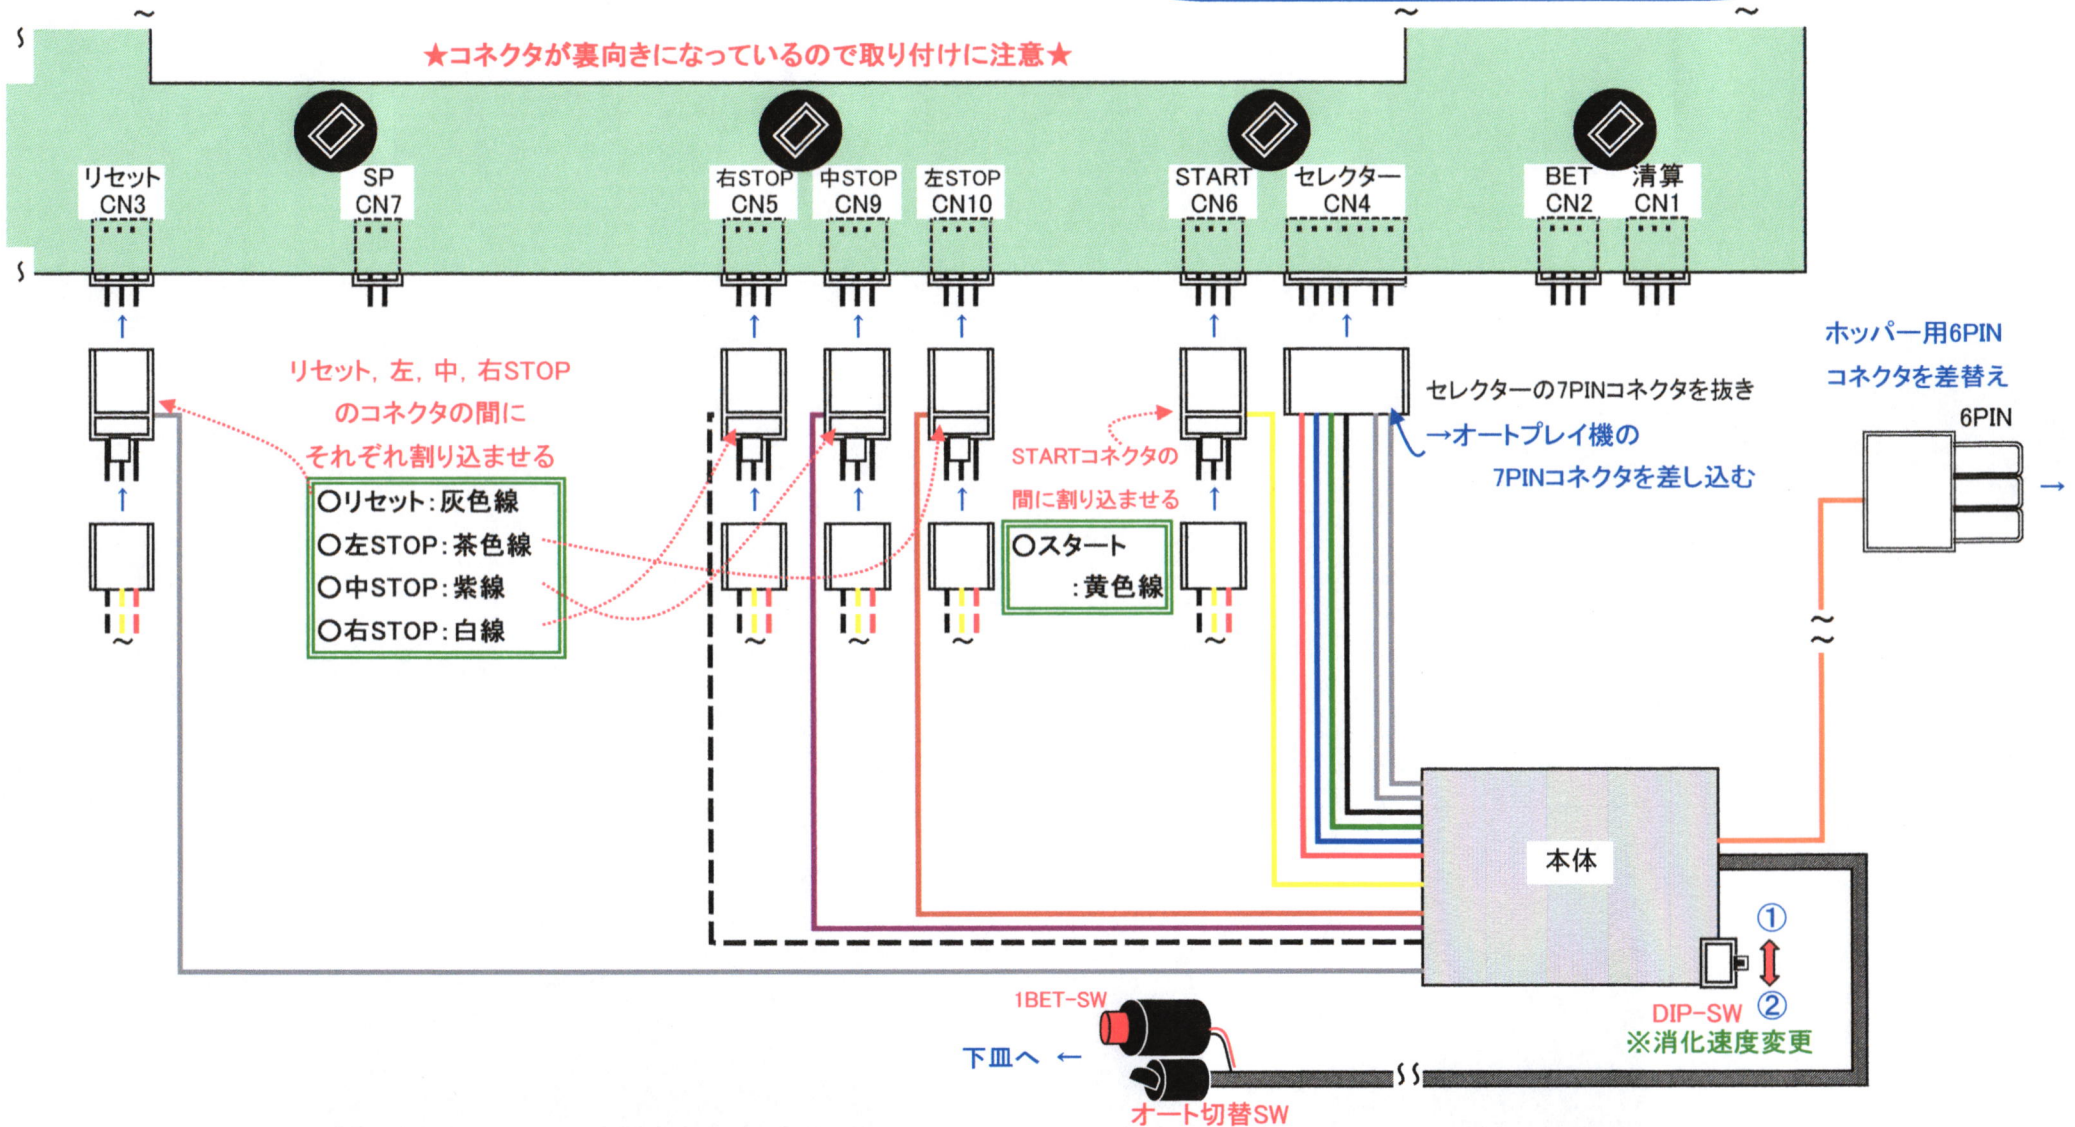 ★コネクタが裏向きになっているので取り付けに注意★
リセット
CN3
SP
CN7
右STOP
CN5
中STOP
CN9
左STOP
CN10
START
CN6
セレクター
CN4
BET
CN2
清算
CN1
リセット, 左, 中, 右STOP
のコネクタの間に
それぞれ割り込ませる
○リセット:灰色線
○左STOP:茶色線
○中STOP:紫線
○右STOP:白線
STARTコネクタの
間に割り込ませる
○スタート
:黄色線
セレクターの7PINコネクタを抜き
→オートプレイ機の
7PINコネクタを差し込む
ホッパー用6PIN
コネクタを差替え
6PIN
本体
①
②
DIP-SW
※消化速度変更
1BET-SW
下皿へ ←
オート切替SW